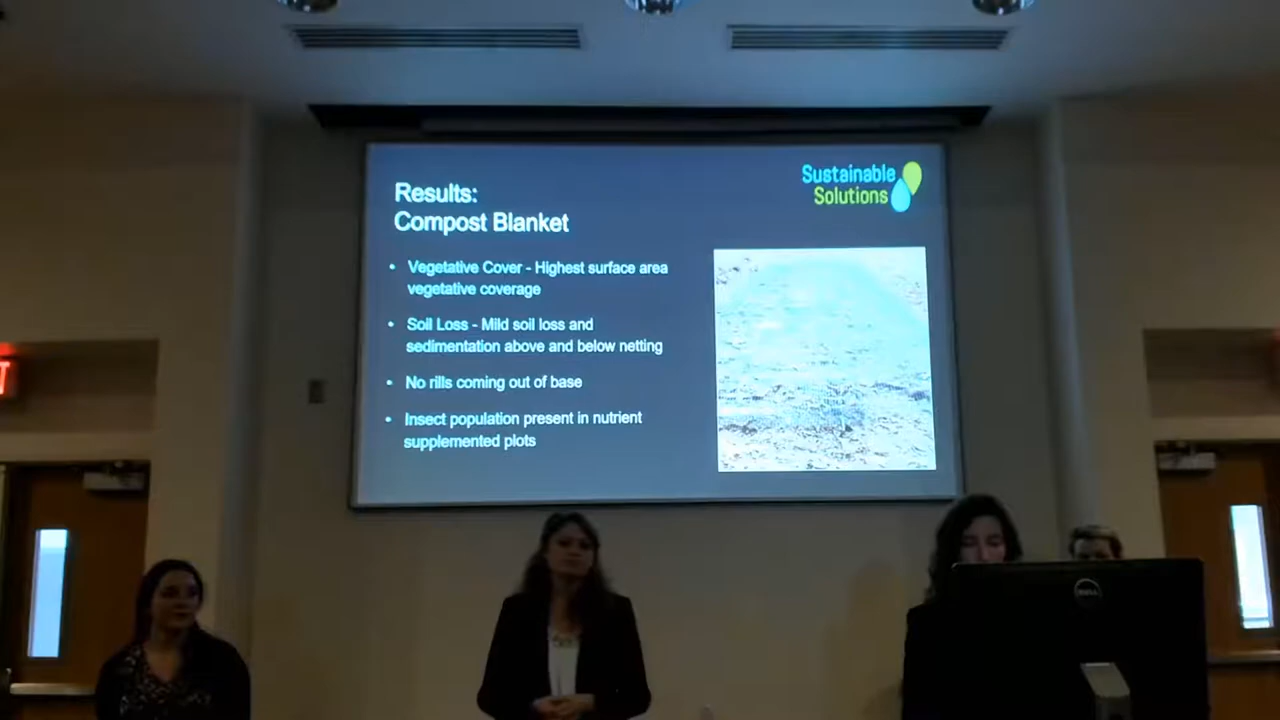 Sustainable
Solutions
Results:
Compost Blanket
• Vegetative Cover - Highest surface area
vegetative coverage
• Soil Loss - Mild soil loss and
sedimentation above and below netting
• No rills coming out of base
• Insect population present in nutrient
supplemented plots
DELL